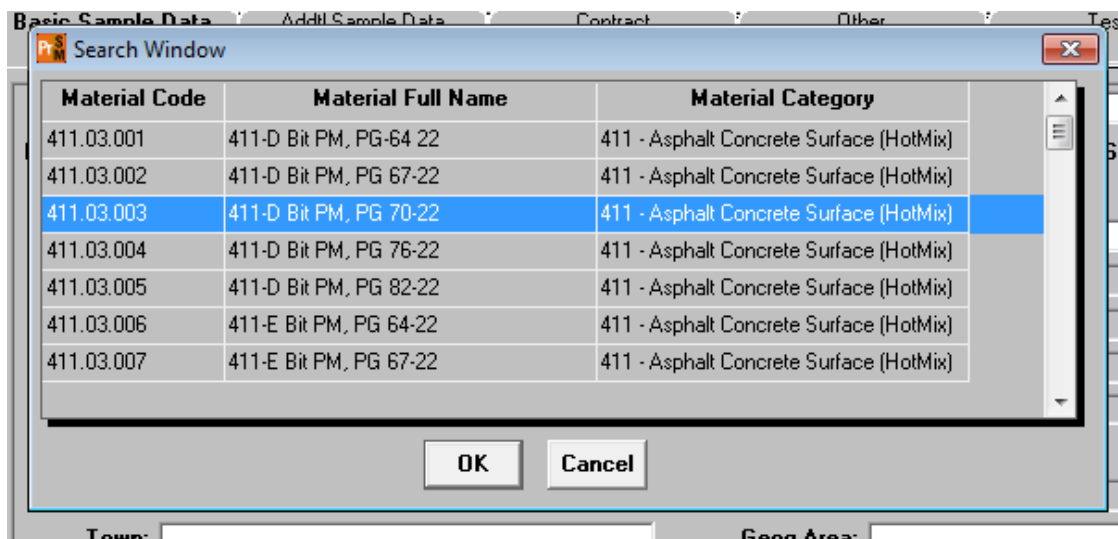 Basic Sample Data Addtl Sample Data Contract Other Tes
PrSM Search Window
Material Code Material Full Name Material Category
411.03.001 411-D Bit PM, PG-64 22 411 - Asphalt Concrete Surface (HotMix)
411.03.002 411-D Bit PM, PG 67-22 411 - Asphalt Concrete Surface (HotMix)
411.03.003 411-D Bit PM, PG 70-22 411 - Asphalt Concrete Surface (HotMix)
411.03.004 411-D Bit PM, PG 76-22 411 - Asphalt Concrete Surface (HotMix)
411.03.005 411-D Bit PM, PG 82-22 411 - Asphalt Concrete Surface (HotMix)
411.03.006 411-E Bit PM, PG 64-22 411 - Asphalt Concrete Surface (HotMix)
411.03.007 411-E Bit PM, PG 67-22 411 - Asphalt Concrete Surface (HotMix)
OK Cancel
Town: Geog Area: